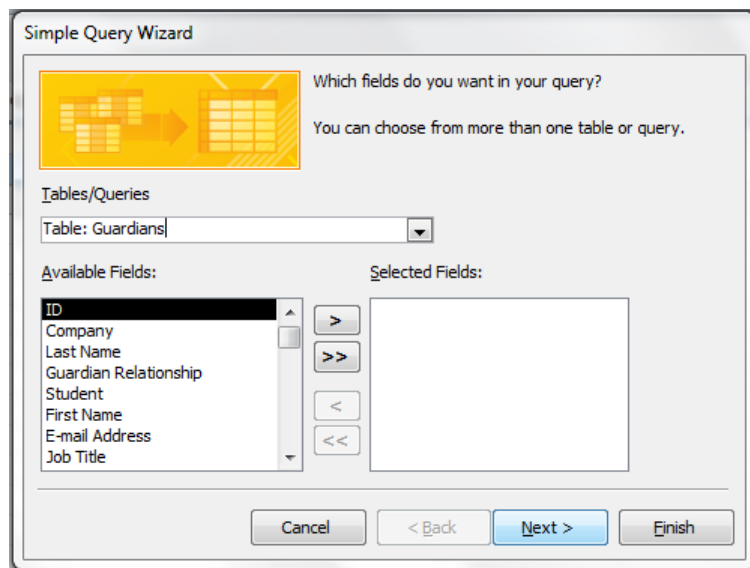 Simple Query Wizard
Which fields do you want in your query?
You can choose from more than one table or query.
Tables/Queries
Table: Guardians
Available Fields:
Selected Fields:
ID
Company
Last Name
Guardian Relationship
Student
First Name
E-mail Address
Job Title
>
>>
<
<<
Cancel
< Back
Next >
Finish